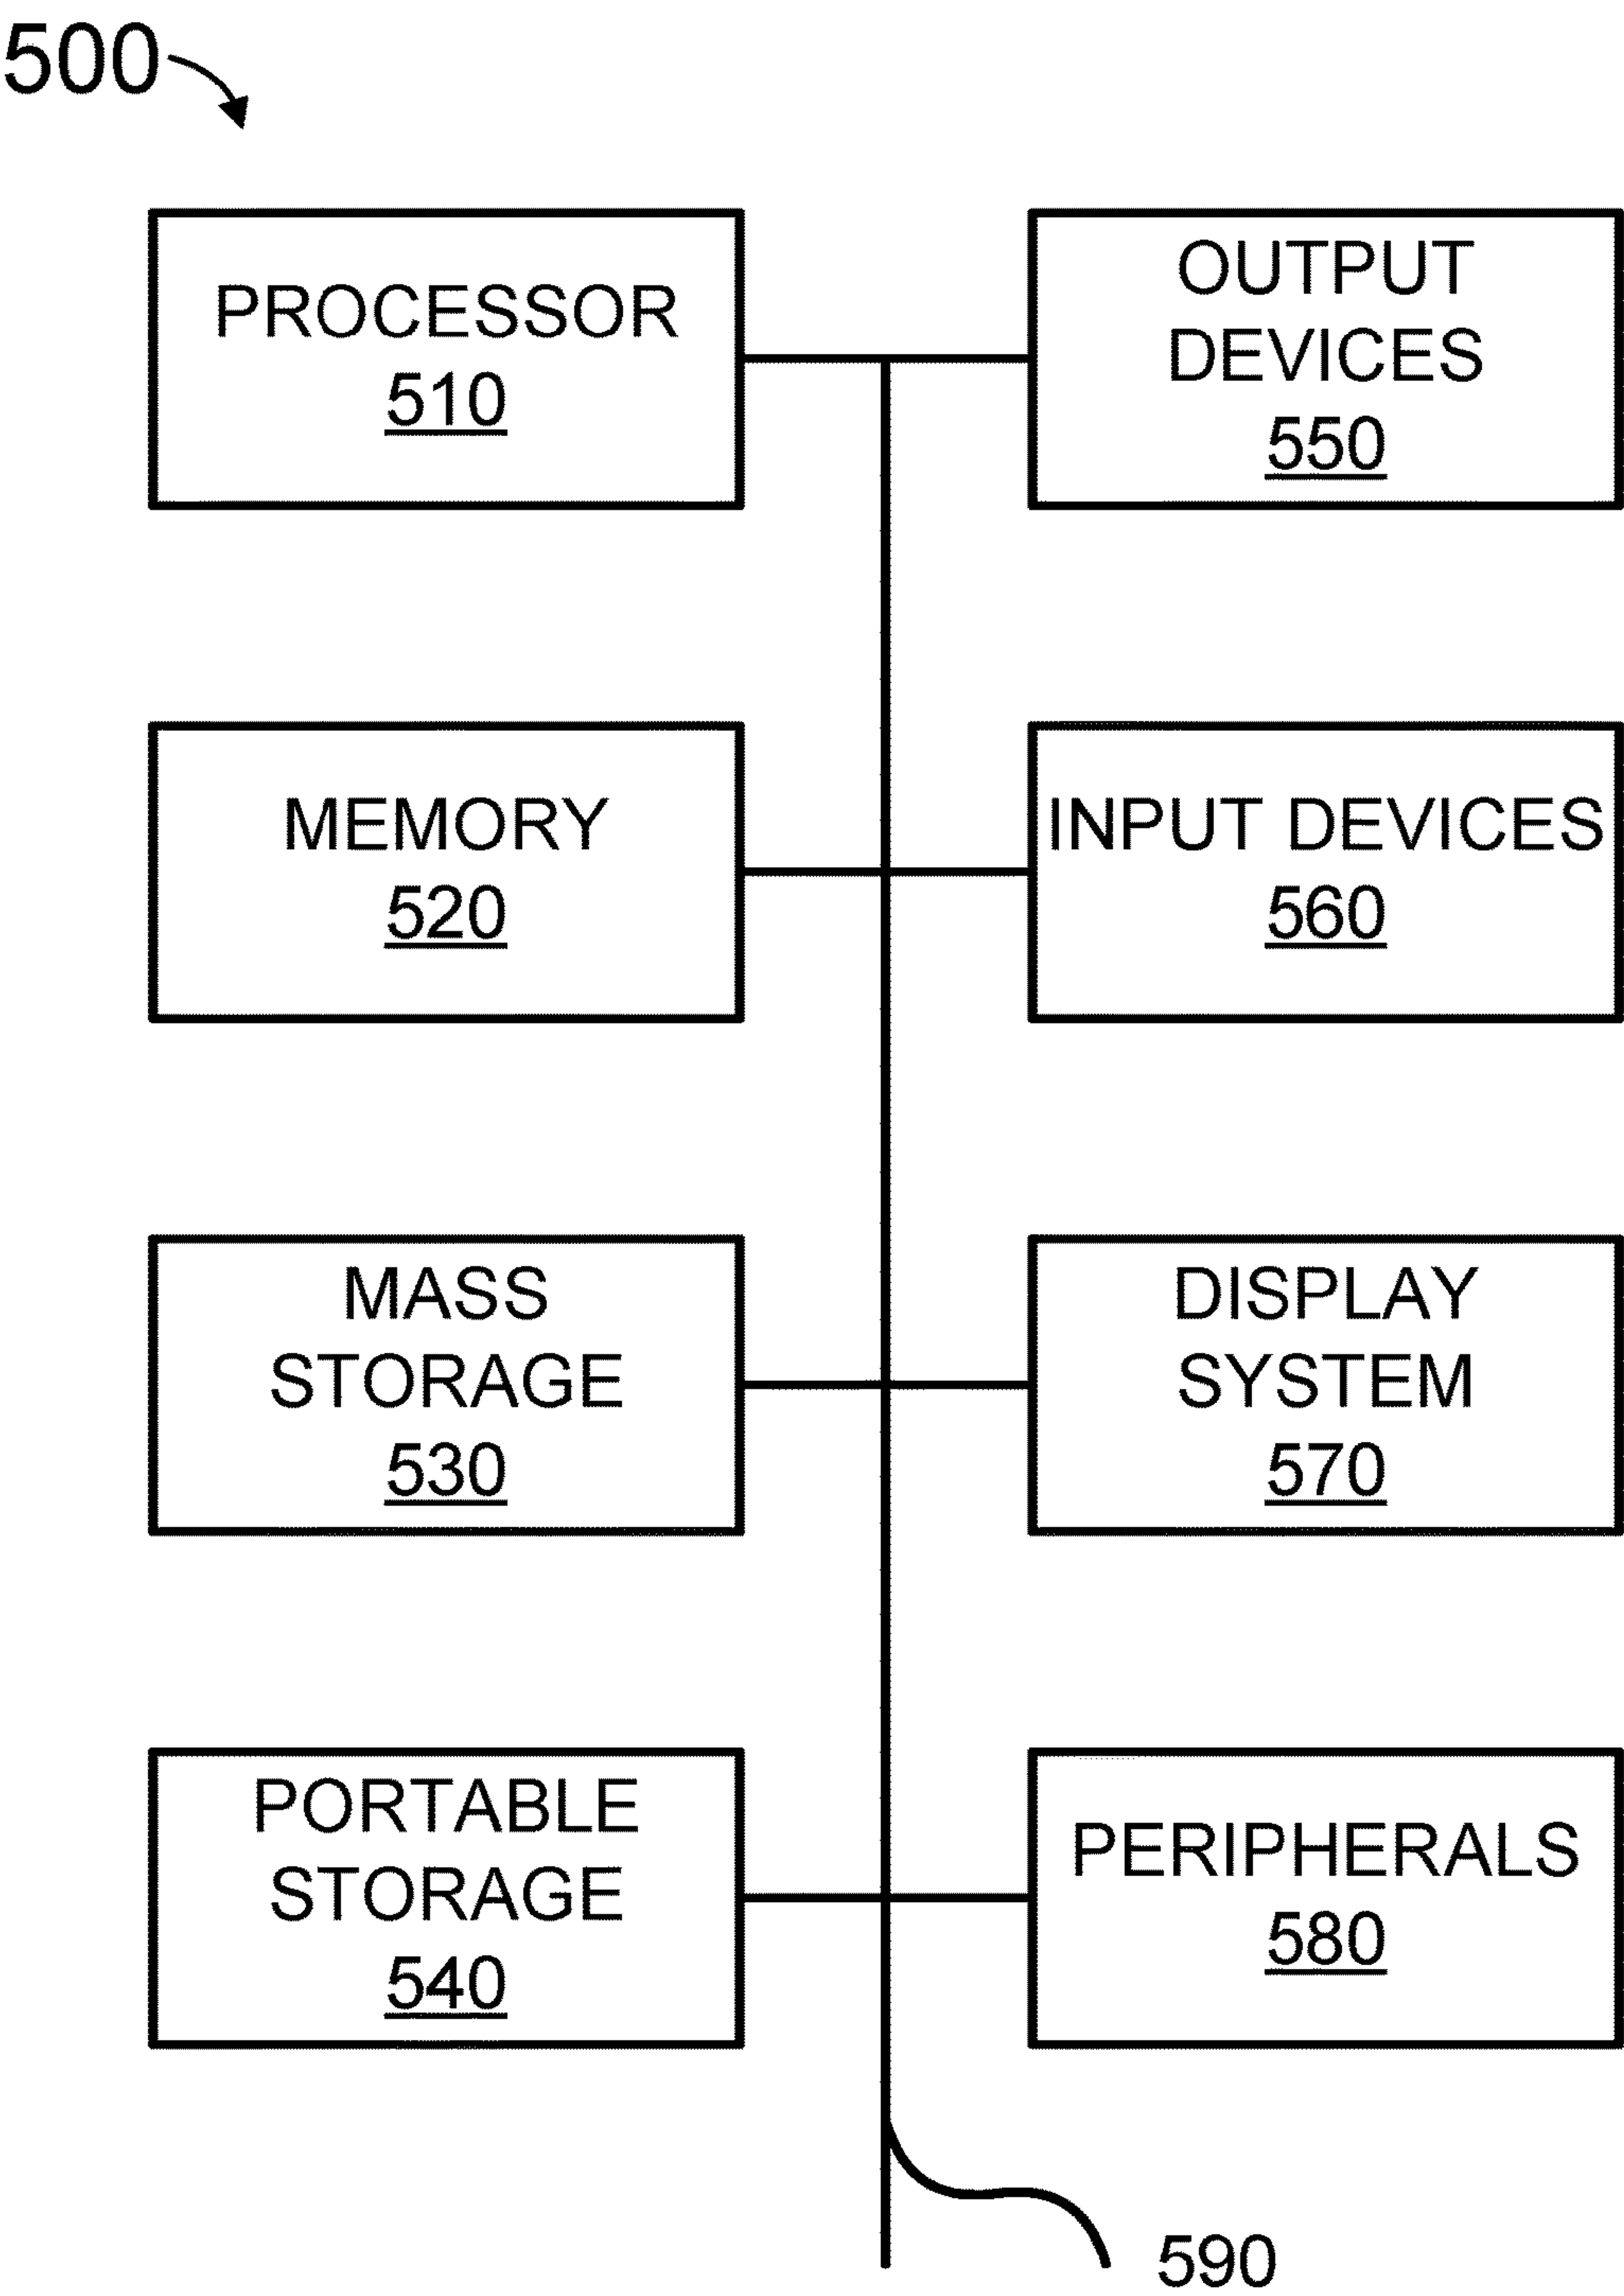 500
PROCESSOR
510
OUTPUT
DEVICES
550
MEMORY
520
INPUT DEVICES
560
MASS
STORAGE
530
DISPLAY
SYSTEM
570
PORTABLE
STORAGE
540
PERIPHERALS
580
590